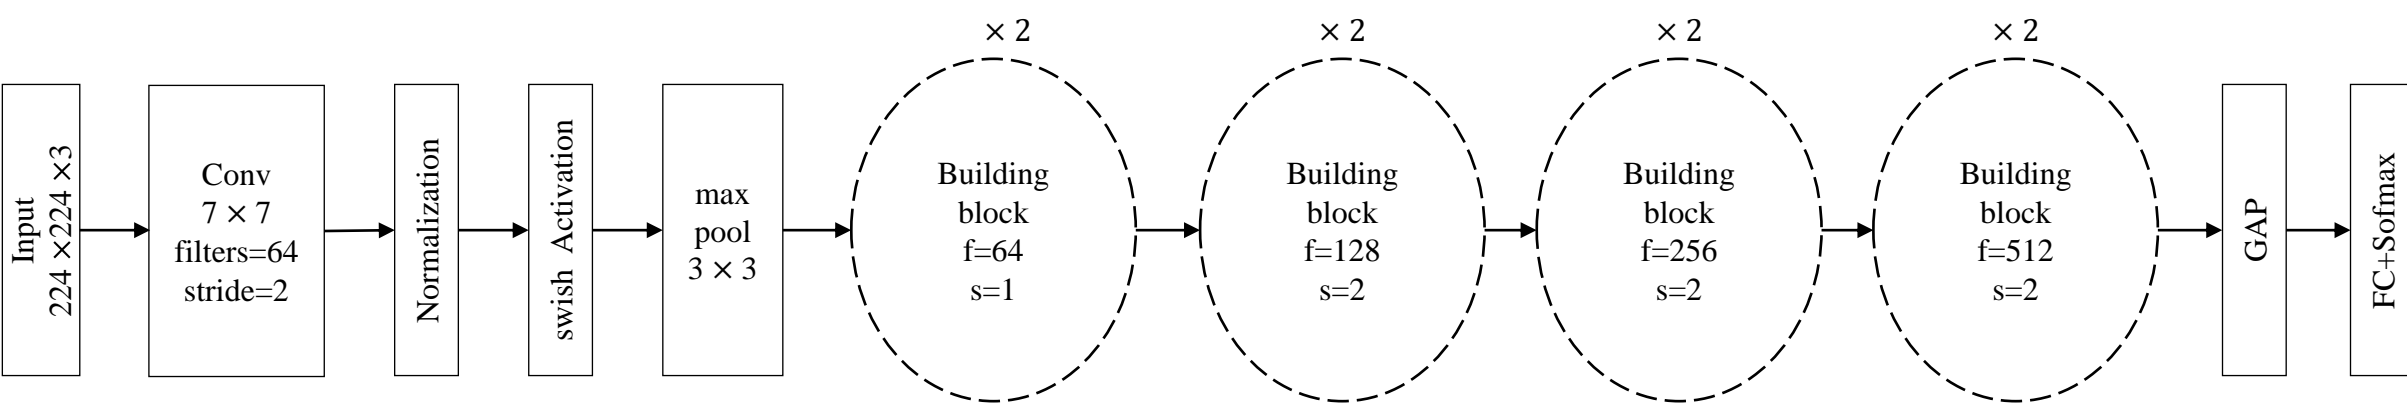 Input
224 ×224 ×3
Conv
7 × 7
filters=64
stride=2
Normalization
swish Activation
max
pool
3 × 3
× 2
Building
block
f=64
s=1
× 2
Building
block
f=128
s=2
× 2
Building
block
f=256
s=2
× 2
Building
block
f=512
s=2
GAP
FC+Sofmax